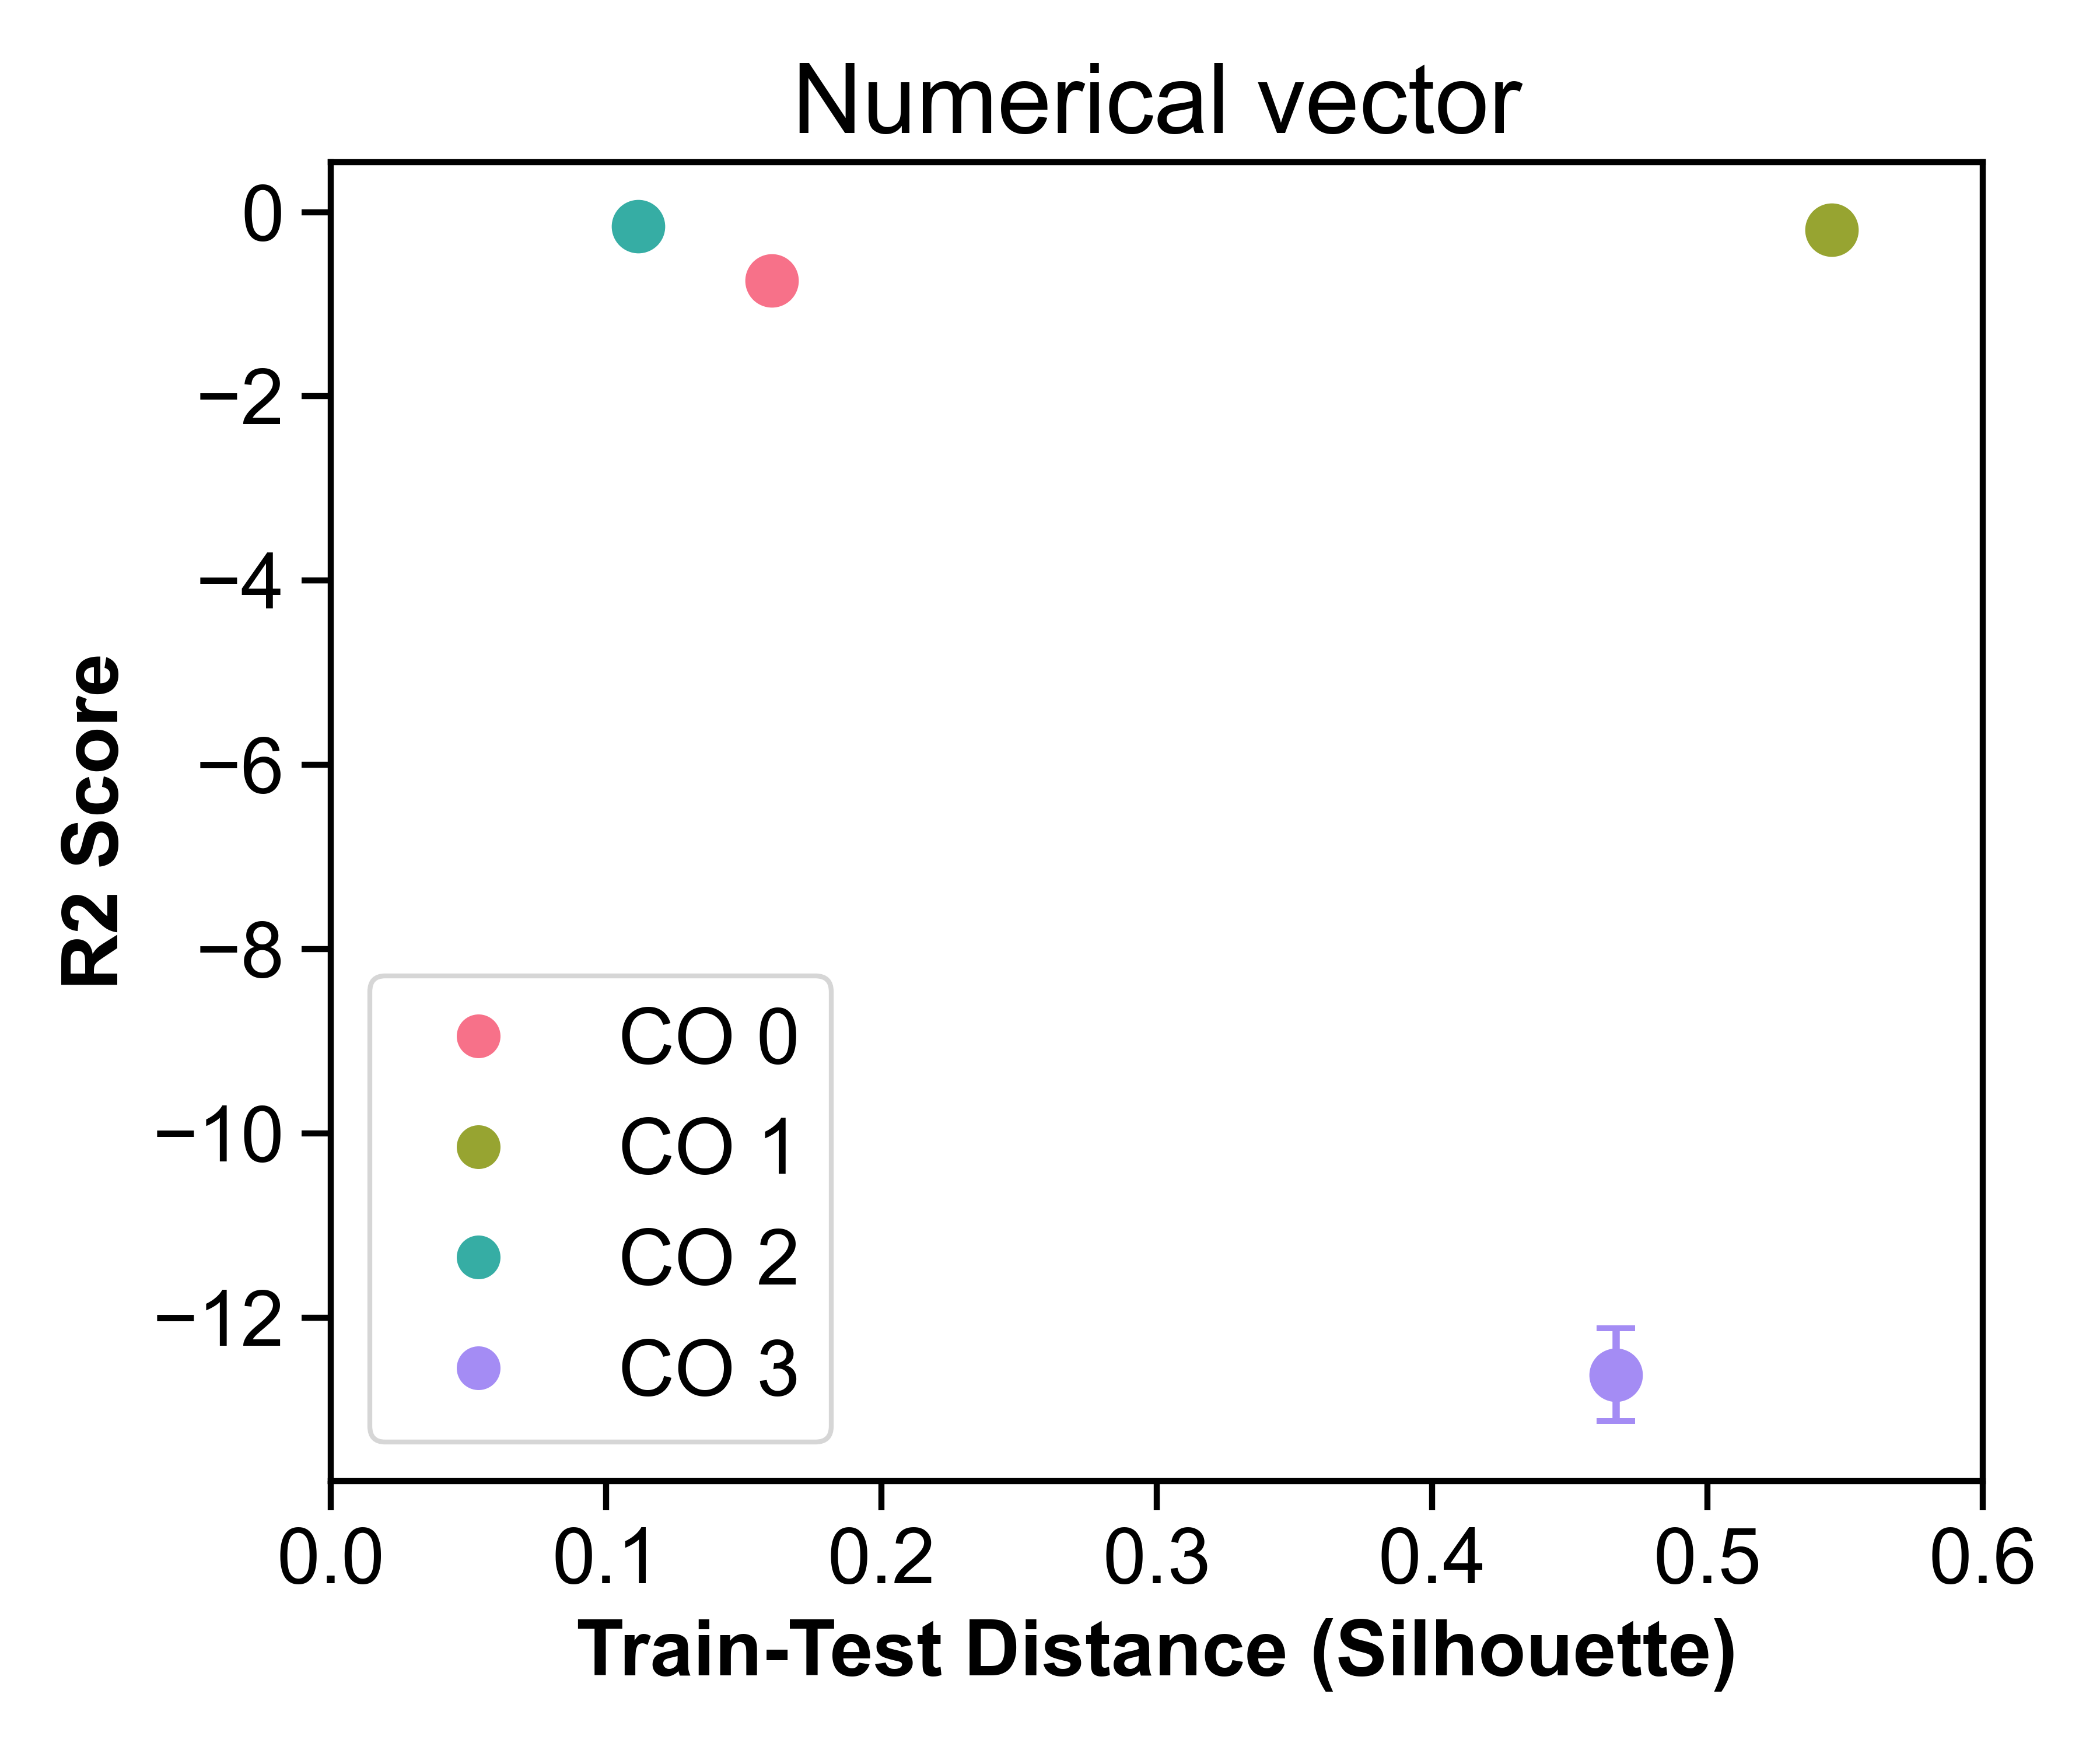 Numerical vector
R2 Score
0
−2
−4
−6
−8
−10
−12
CO 0
CO 1
CO 2
CO 3
0.0 0.1 0.2 0.3 0.4 0.5 0.6
Train-Test Distance (Silhouette)